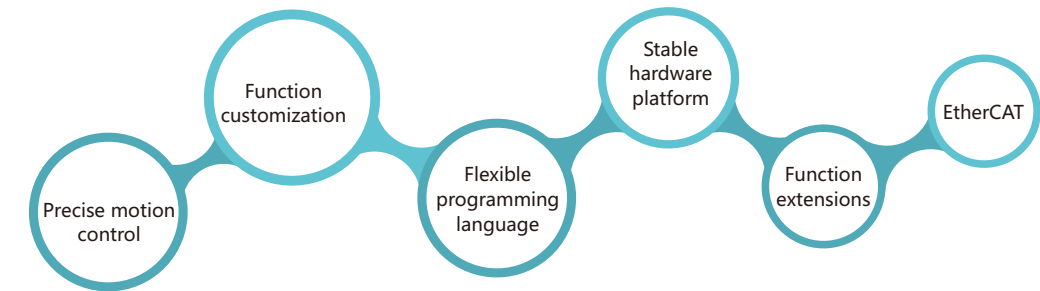 Precise motion
control
Function
customization
Flexible
programming
language
Stable
hardware
platform
Function
extensions
EtherCAT